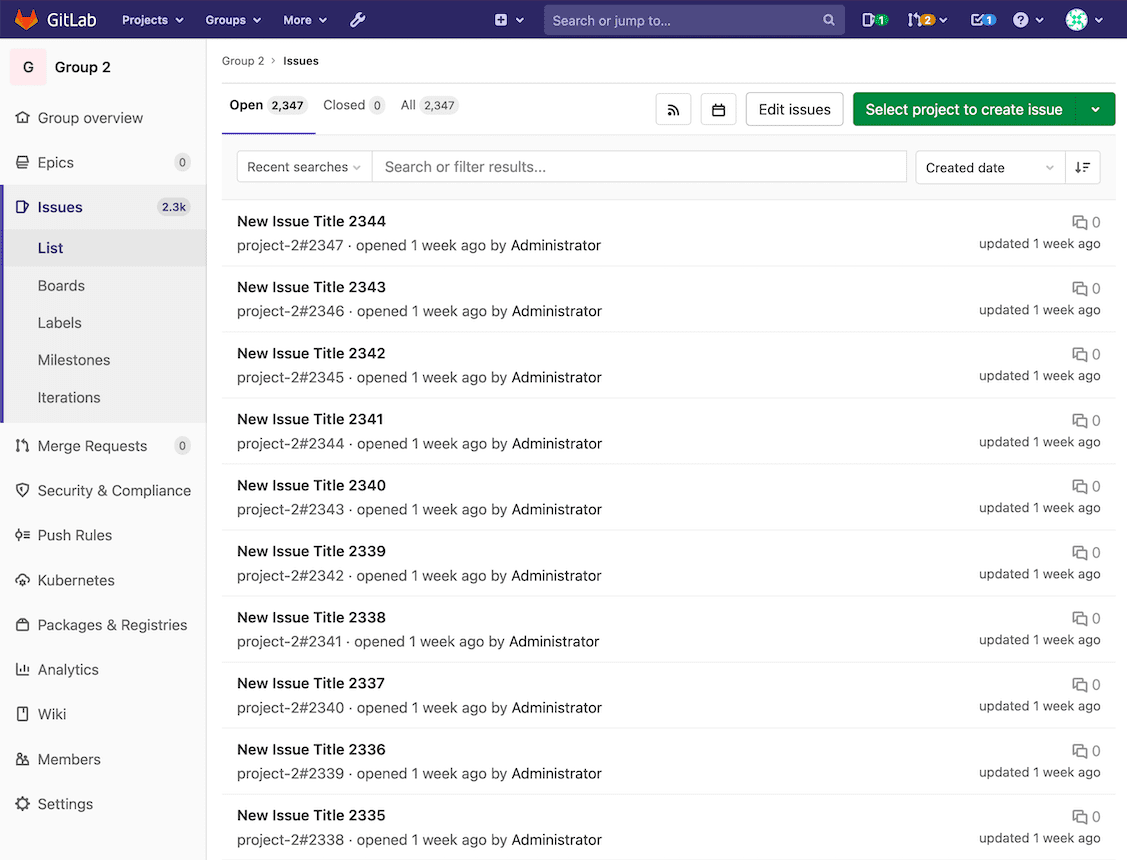 GitLab Projects Groups More Search or jump to... 1 2 1
G Group 2
Group overview
Epics 0
Issues 2.3k
List
Boards
Labels
Milestones
Iterations
Merge Requests 0
Security & Compliance
Push Rules
Kubernetes
Packages & Registries
Analytics
Wiki
Members
Settings
Group 2 › Issues
Open 2,347 Closed 0 All 2,347 Edit issues Select project to create issue
Recent searches Search or filter results... Created date
New Issue Title 2344 0
project-2#2347 · opened 1 week ago by Administrator updated 1 week ago
New Issue Title 2343 0
project-2#2346 · opened 1 week ago by Administrator updated 1 week ago
New Issue Title 2342 0
project-2#2345 · opened 1 week ago by Administrator updated 1 week ago
New Issue Title 2341 0
project-2#2344 · opened 1 week ago by Administrator updated 1 week ago
New Issue Title 2340 0
project-2#2343 · opened 1 week ago by Administrator updated 1 week ago
New Issue Title 2339 0
project-2#2342 · opened 1 week ago by Administrator updated 1 week ago
New Issue Title 2338 0
project-2#2341 · opened 1 week ago by Administrator updated 1 week ago
New Issue Title 2337 0
project-2#2340 · opened 1 week ago by Administrator updated 1 week ago
New Issue Title 2336 0
project-2#2339 · opened 1 week ago by Administrator updated 1 week ago
New Issue Title 2335 0
project-2#2338 · opened 1 week ago by Administrator updated 1 week ago